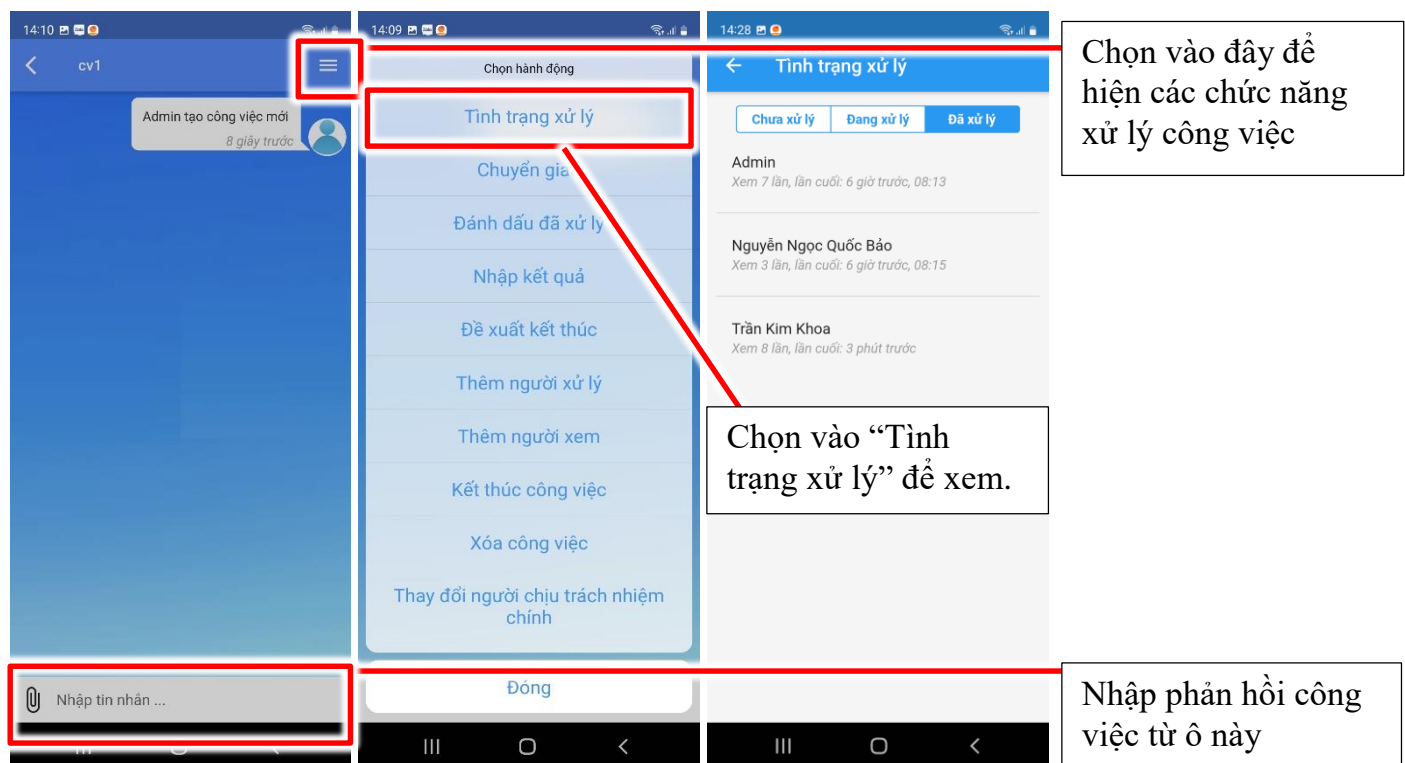 14:10
cv1
Admin tạo công việc mới
8 giây trước
Nhập tin nhắn ...
14:09
Chọn hành động
Tình trạng xử lý
Chuyển gia
Đánh dấu đã xử lý
Nhập kết quả
Đề xuất kết thúc
Thêm người xử lý
Thêm người xem
Kết thúc công việc
Xóa công việc
Thay đổi người chịu trách nhiệm
chính
Đóng
14:28
Tình trạng xử lý
Chưa xử lý Đang xử lý Đã xử lý
Admin
Xem 7 lần, lần cuối: 6 giờ trước, 08:13
Nguyễn Ngọc Quốc Bảo
Xem 3 lần, lần cuối: 6 giờ trước, 08:15
Trần Kim Khoa
Xem 8 lần, lần cuối: 3 phút trước
Chọn vào “Tình
trạng xử lý” để xem.
Chọn vào đây để
hiện các chức năng
xử lý công việc
Nhập phản hồi công
việc từ ô này